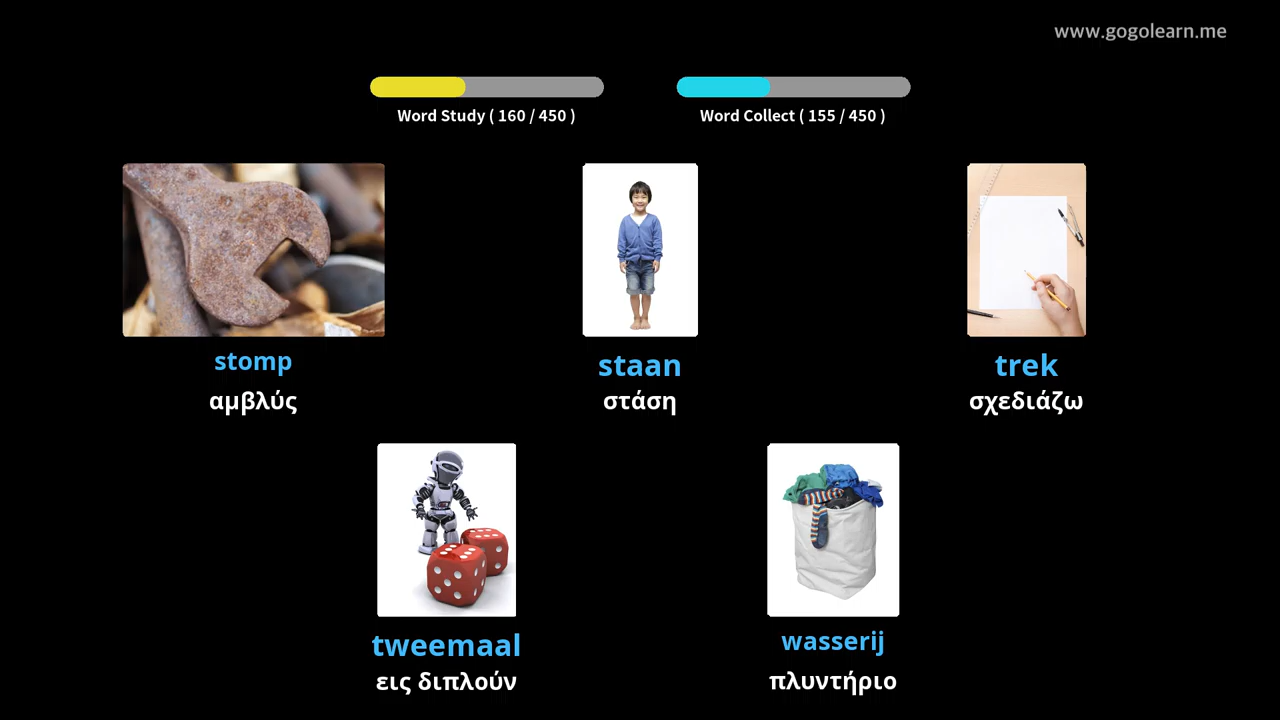 www.gogolearn.me
Word Study ( 160 / 450 )
Word Collect ( 155 / 450 )
stomp
αμβλύς
staan
στάση
trek
σχεδιάζω
tweemaal
εις διπλούν
wasserij
πλυντήριο